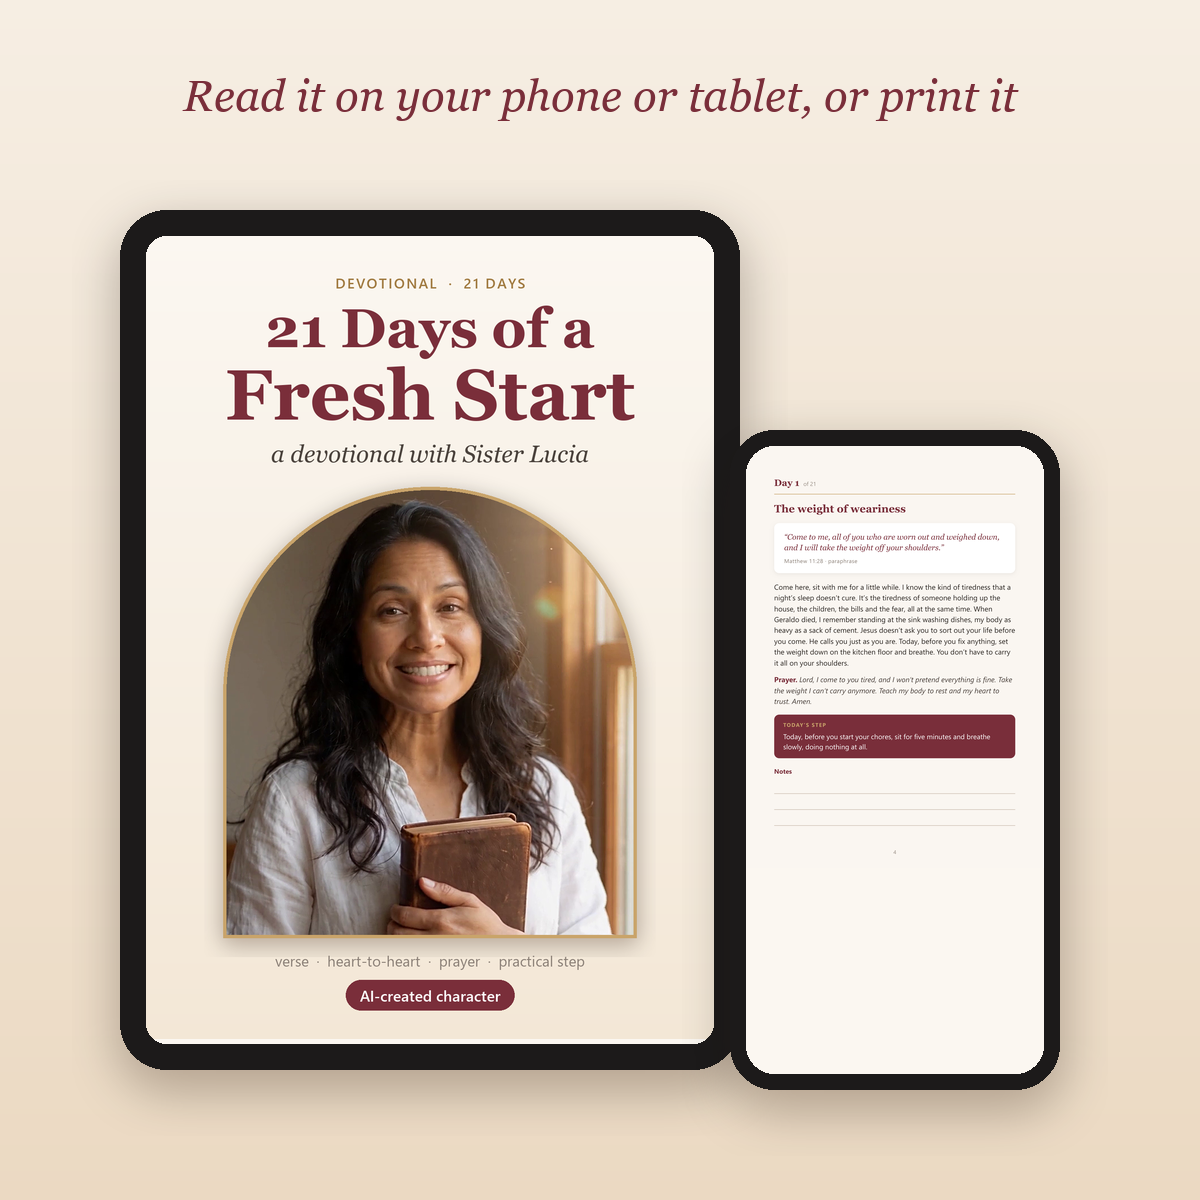 Read it on your phone or tablet, or print it
DEVOTIONAL · 21 DAYS
21 Days of a
Fresh Start
a devotional with Sister Lucia
verse · heart-to-heart · prayer · practical step
AI-created character
Day 1 of 21
The weight of weariness
“Come to me, all of you who are worn out and weighed down,
and I will take the weight off your shoulders.”
Matthew 11:28 · paraphrase
Come here, sit with me for a little while. I know the kind of tiredness that a
night's sleep doesn't cure. It's the tiredness of someone holding up the
house, the children, the bills and the fear, all at the same time. When
Geraldo died, I remember standing at the sink washing dishes, my body as
heavy as a sack of cement. Jesus doesn't ask you to sort out your life before
you come. He calls you just as you are. Today, before you fix anything, set
the weight down on the kitchen floor and breathe. You don't have to carry
it all on your shoulders.
Prayer. Lord, I come to you tired, and I won't pretend everything is fine. Take
the weight I can't carry anymore. Teach my body to rest and my heart to
trust. Amen.
TODAY'S STEP
Today, before you start your chores, sit for five minutes and breathe
slowly, doing nothing at all.
Notes
4